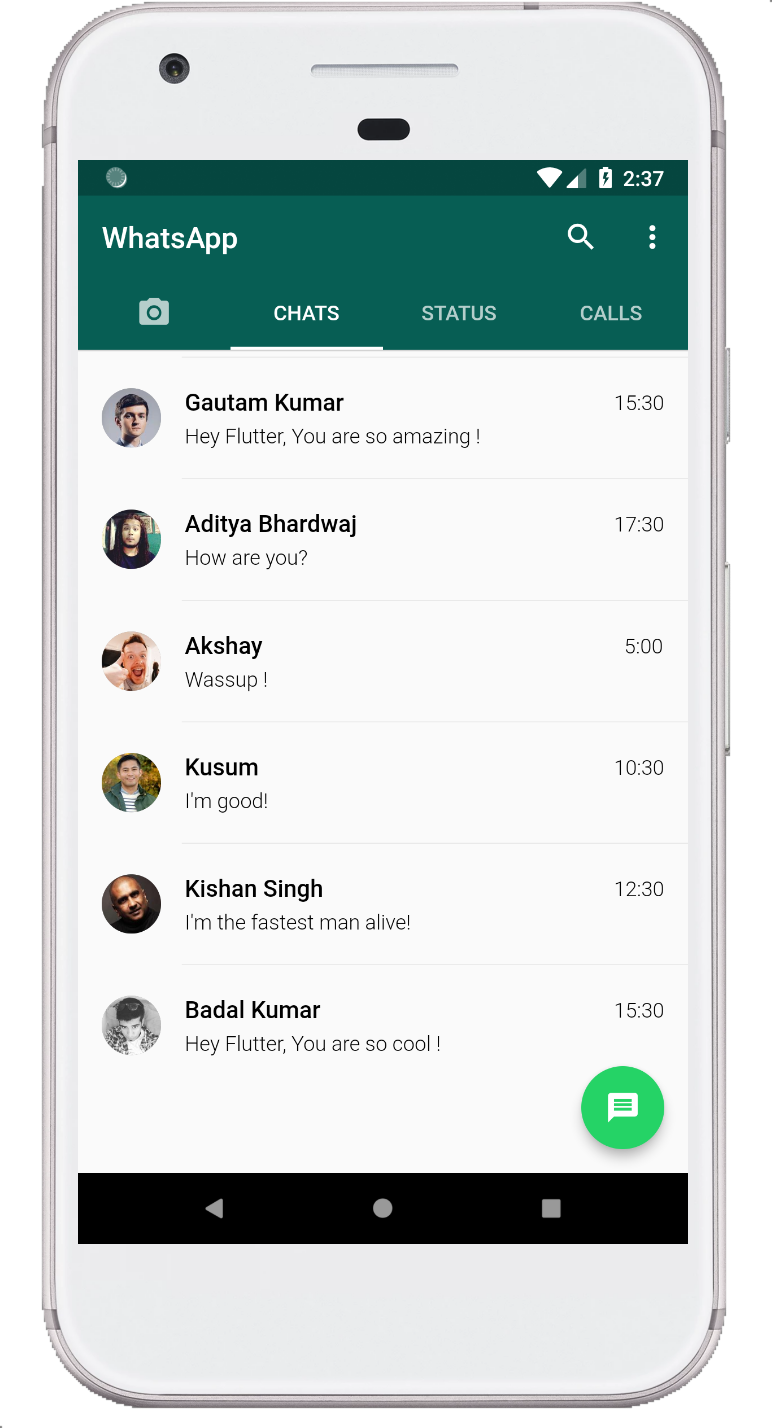 2:37
WhatsApp
CHATS STATUS CALLS
Gautam Kumar 15:30
Hey Flutter, You are so amazing !
Aditya Bhardwaj 17:30
How are you?
Akshay 5:00
Wassup !
Kusum 10:30
I'm good!
Kishan Singh 12:30
I'm the fastest man alive!
Badal Kumar 15:30
Hey Flutter, You are so cool !